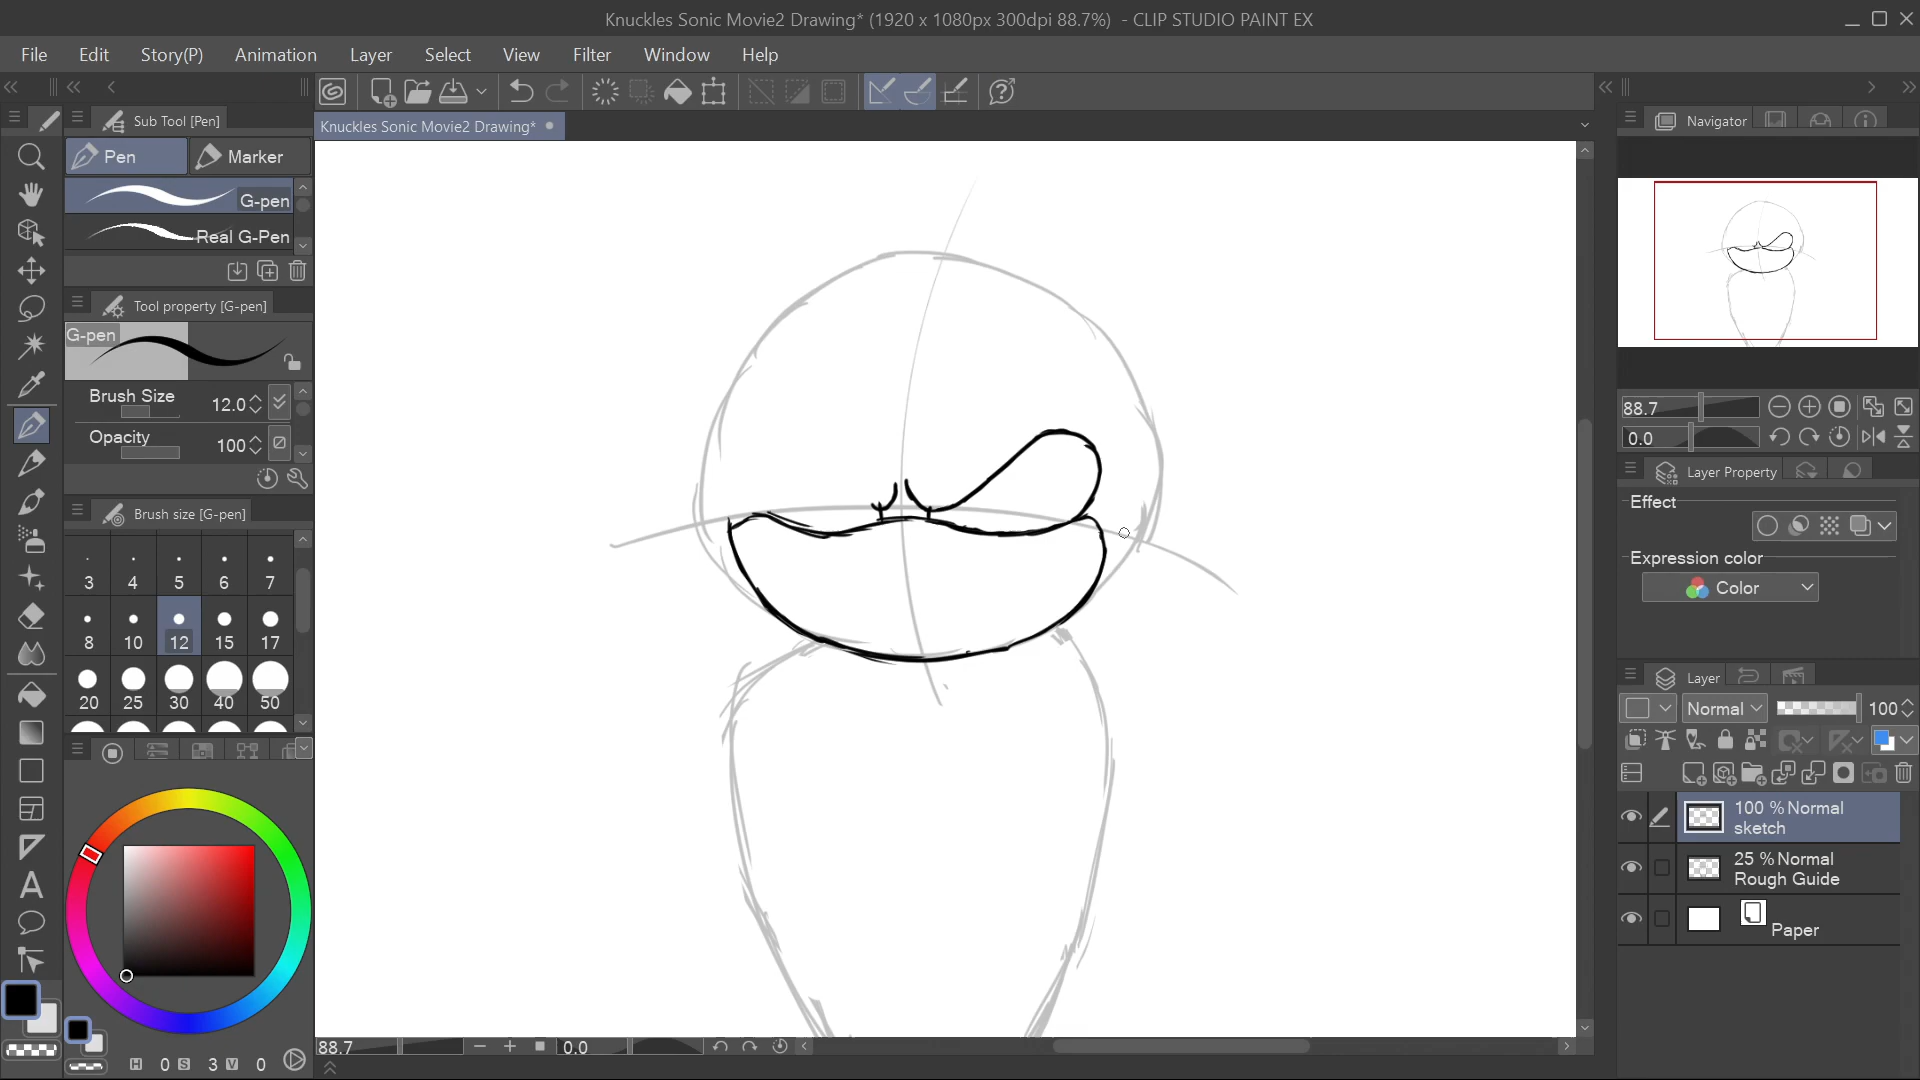 Knuckles Sonic Movie2 Drawing* (1920 x 1080px 300dpi 88.7%) - CLIP STUDIO PAINT EX
File Edit Story(P) Animation Layer Select View Filter Window Help
Sub Tool [Pen]
Knuckles Sonic Movie2 Drawing*
Navigator
Pen Marker
G-pen
Real G-Pen
Tool property [G-pen]
G-pen
Brush Size 12.0
Opacity 100
Brush size [G-pen]
3 4 5 6 7
8 10 12 15 17
20 25 30 40 50
H 0 S 3 V 0
88.7 0.0
88.7
0.0
Layer Property
Effect
Expression color
Color
Layer
Normal 100
100 % Normal
sketch
25 % Normal
Rough Guide
Paper